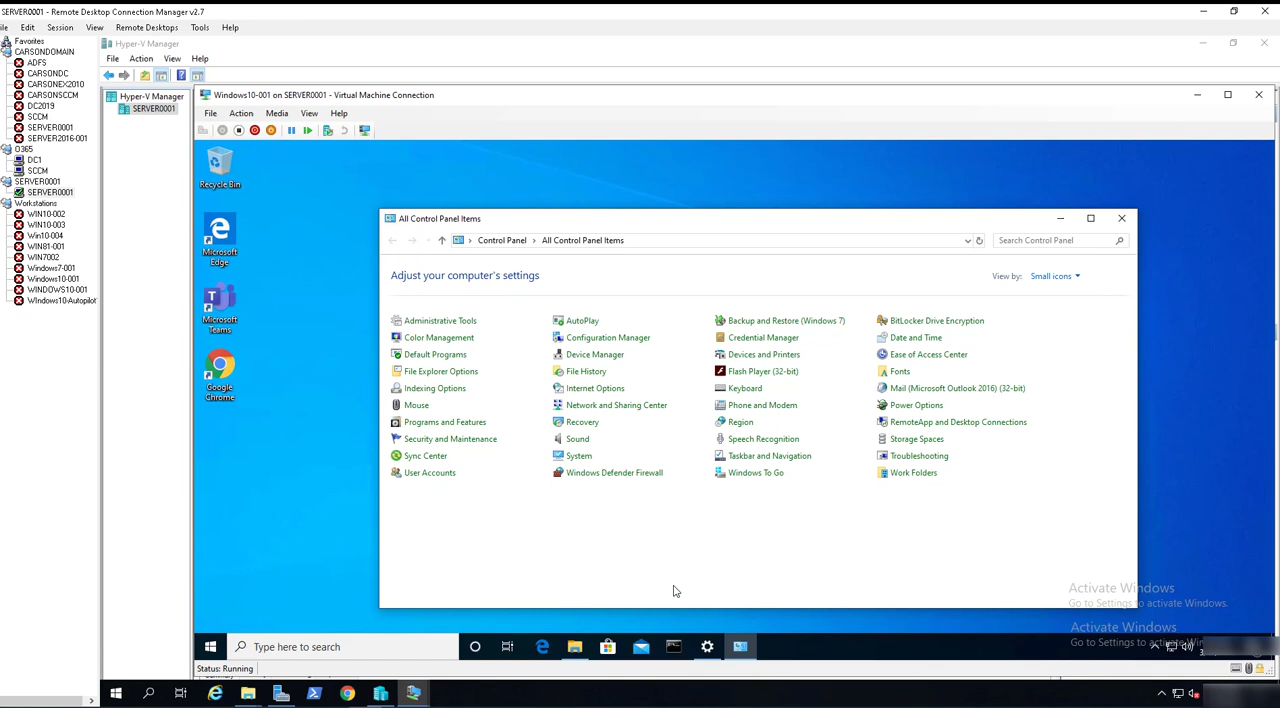 SERVER0001 - Remote Desktop Connection Manager v2.7
ile Edit Session View Remote Desktops Tools Help
Favorites
CARSONDOMAIN
ADFS
CARSONDC
CARSONEX2010
CARSONSCCM
DC2019
SCCM
SERVER0001
SERVER2016-001
O365
DC1
SCCM
SERVER0001
SERVER0001
Workstations
WIN10-002
WIN10-003
Win10-004
WIN81-001
WIN7002
Windows7-001
Windows10-001
WINDOWS10-001
WIndows10-Autopilot
Hyper-V Manager
File Action View Help
Hyper-V Manager
SERVER0001
Windows10-001 on SERVER0001 - Virtual Machine Connection
File Action Media View Help
Recycle Bin
Microsoft
Edge
Microsoft
Teams
Google
Chrome
All Control Panel Items
Control Panel > All Control Panel Items
Search Control Panel
Adjust your computer's settings
View by: Small icons
Administrative Tools AutoPlay Backup and Restore (Windows 7) BitLocker Drive Encryption
Color Management Configuration Manager Credential Manager Date and Time
Default Programs Device Manager Devices and Printers Ease of Access Center
File Explorer Options File History Flash Player (32-bit) Fonts
Indexing Options Internet Options Keyboard Mail (Microsoft Outlook 2016) (32-bit)
Mouse Network and Sharing Center Phone and Modem Power Options
Programs and Features Recovery Region RemoteApp and Desktop Connections
Security and Maintenance Sound Speech Recognition Storage Spaces
Sync Center System Taskbar and Navigation Troubleshooting
User Accounts Windows Defender Firewall Windows To Go Work Folders
Activate Windows
Go to Settings to activate Windows.
Activate Windows
Go to Settings to activate Win
Type here to search
Status: Running